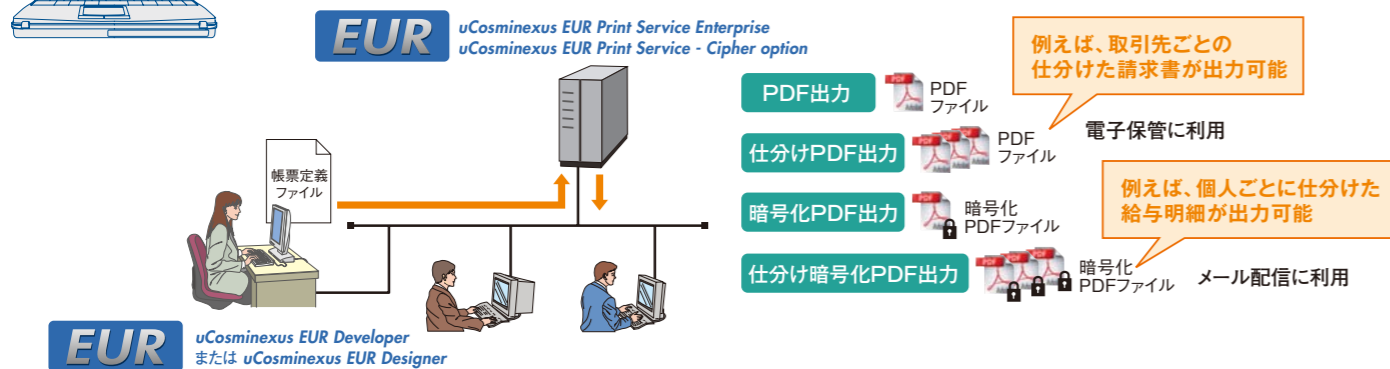 EUR
uCosminexus EUR Print Service Enterprise
uCosminexus EUR Print Service - Cipher option
例えば、取引先ごとの
仕分けた請求書が出力可能
PDF出力
PDF
PDF
ファイル
帳票定義
ファイル
仕分けPDF出力
PDF
PDF
ファイル
電子保管に利用
例えば、個人ごとに仕分けた
給与明細が出力可能
暗号化PDF出力
PDF
暗号化
PDFファイル
仕分け暗号化PDF出力
PDF
PDF
PDF
暗号化
PDFファイル
メール配信に利用
EUR
uCosminexus EUR Developer
または uCosminexus EUR Designer